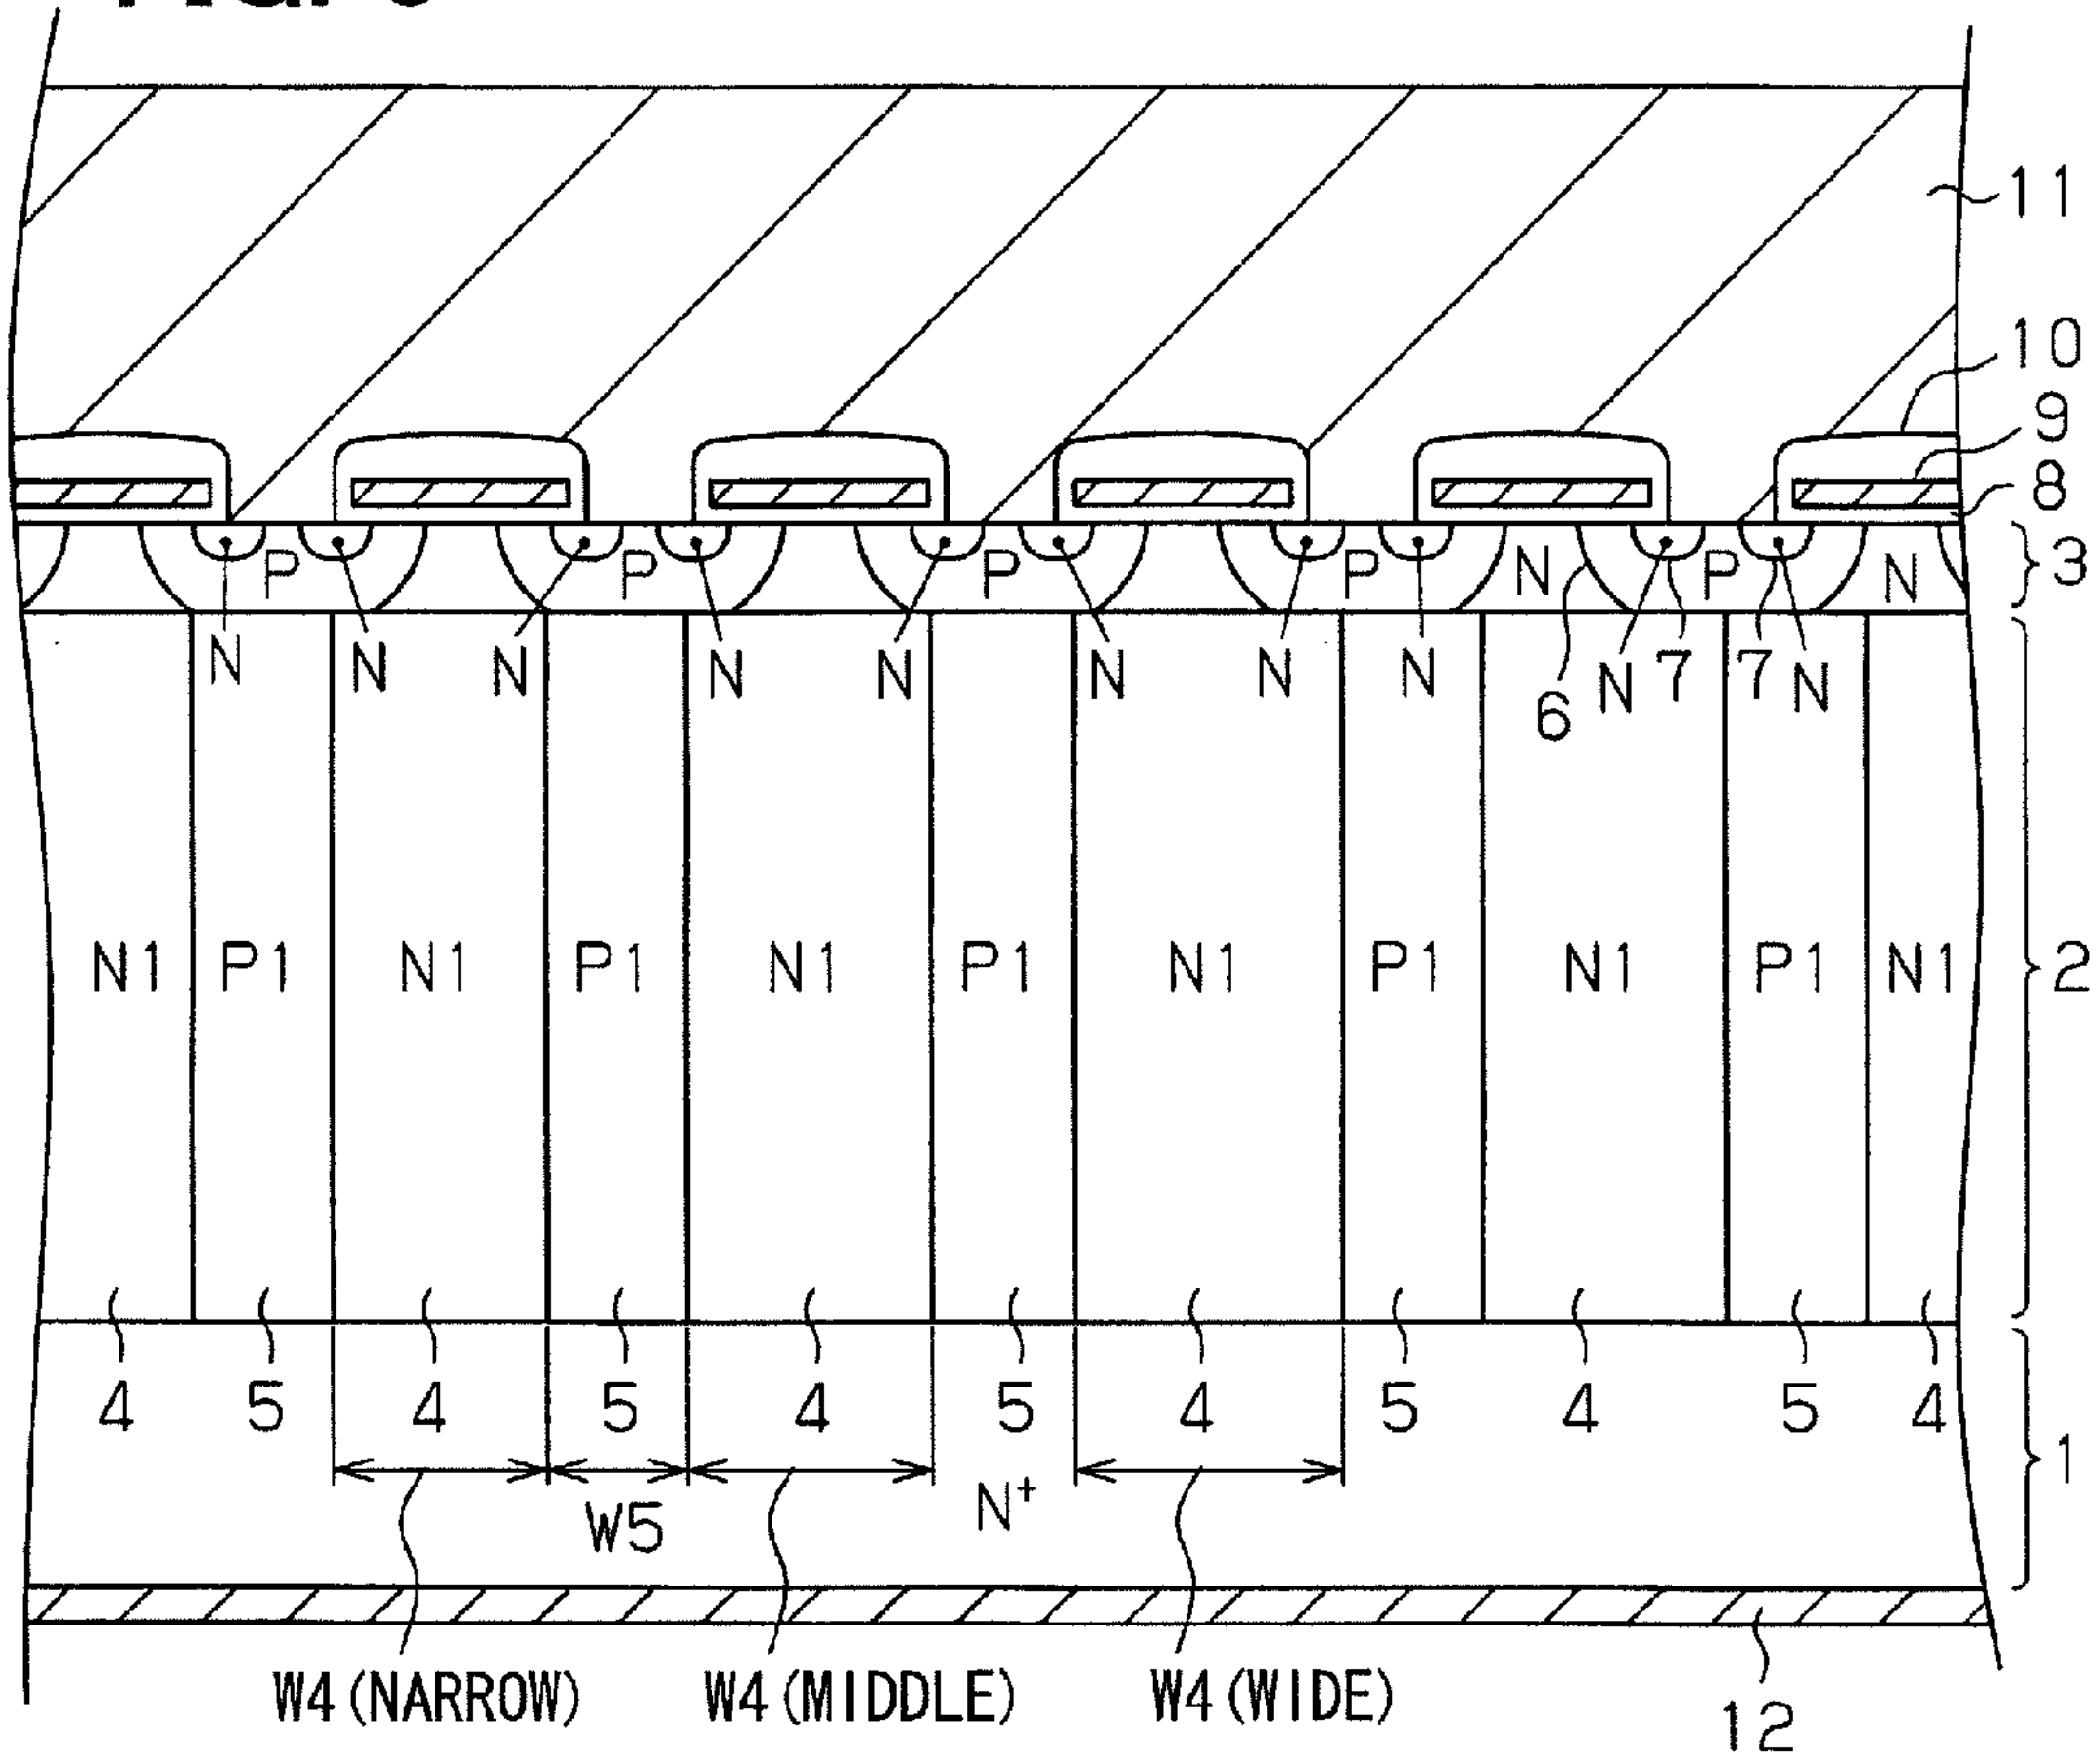 11
10
9
8
P N P P P N P N 3
N N N N N N N N 6 N 7 7 N
N1 P1 N1 P1 N1 P1 N1 P1 N1 P1 N1 2
4 5 4 5 4 5 4 5 4 5 4
1
W5 N+
W4(NARROW) W4(MIDDLE) W4(WIDE)
12